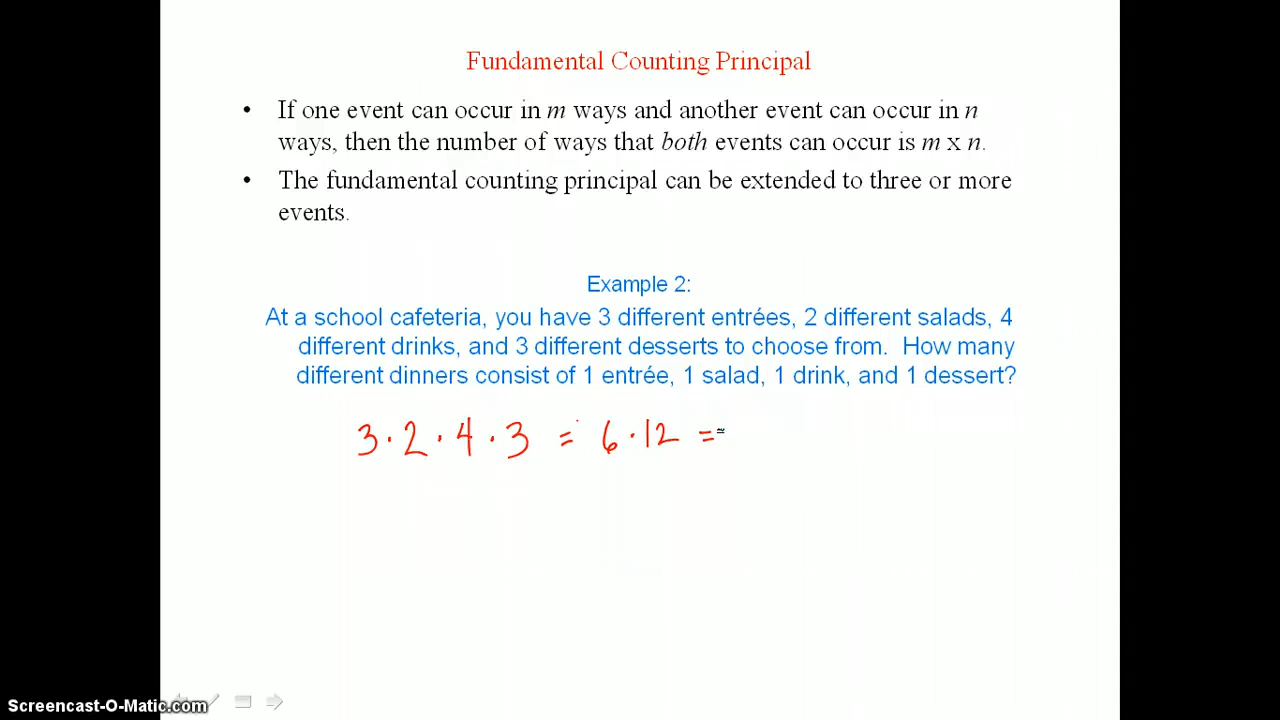 Fundamental Counting Principal
• If one event can occur in m ways and another event can occur in n
ways, then the number of ways that both events can occur is m x n.
• The fundamental counting principal can be extended to three or more
events.
Example 2:
At a school cafeteria, you have 3 different entrées, 2 different salads, 4
different drinks, and 3 different desserts to choose from. How many
different dinners consist of 1 entrée, 1 salad, 1 drink, and 1 dessert?
3 · 2 · 4 · 3 = 6 · 12 =
Screencast-O-Matic.com